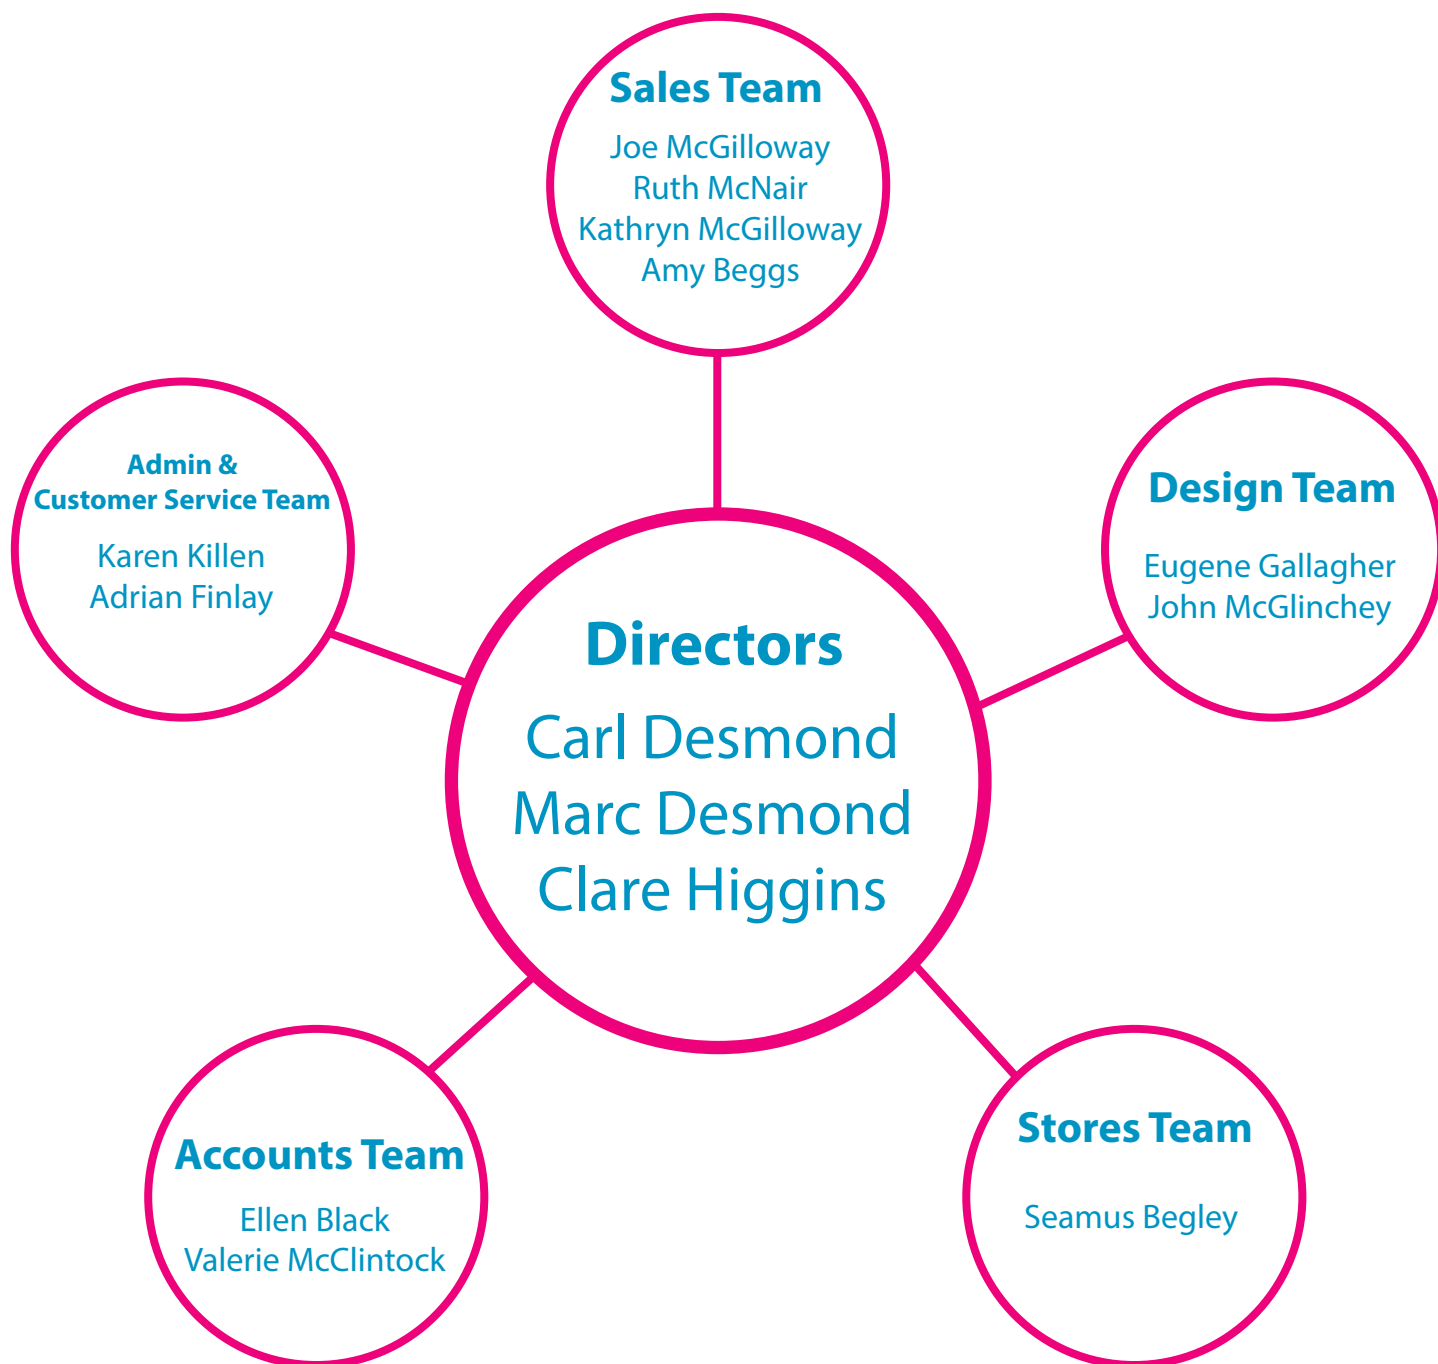 Sales Team
Joe McGilloway
Ruth McNair
Kathryn McGilloway
Amy Beggs
Admin &
Customer Service Team
Karen Killen
Adrian Finlay
Design Team
Eugene Gallagher
John McGlinchey
Directors
Carl Desmond
Marc Desmond
Clare Higgins
Accounts Team
Ellen Black
Valerie McClintock
Stores Team
Seamus Begley